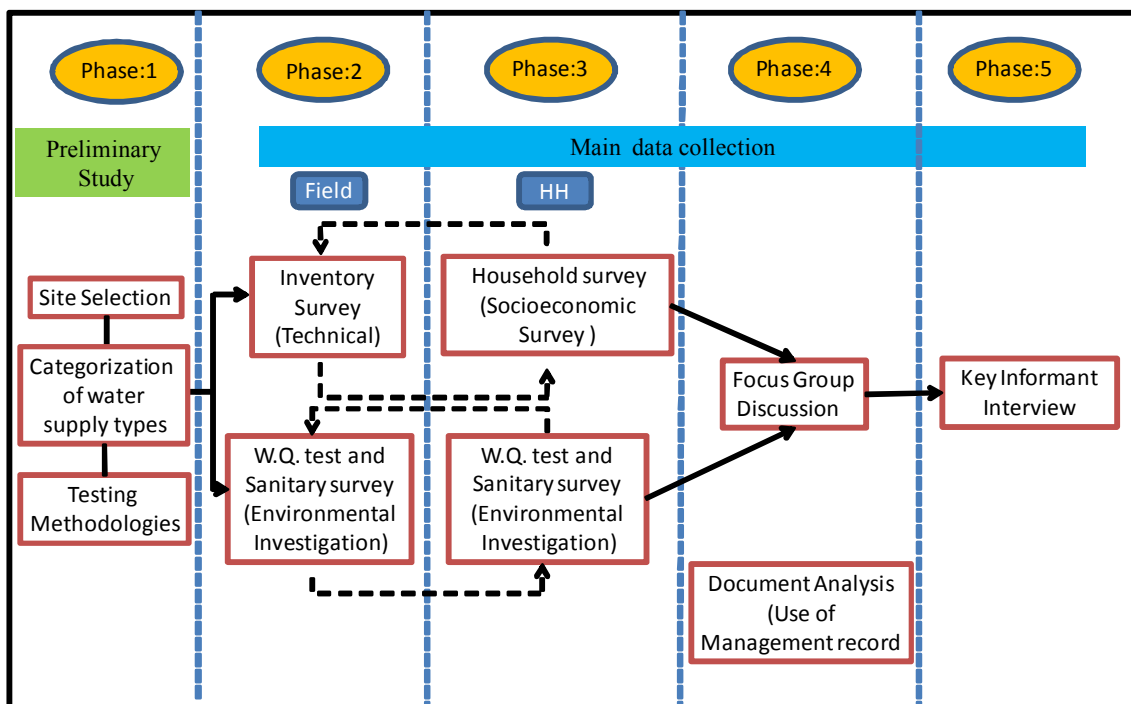 Phase:1
Phase:2
Phase:3
Phase:4
Phase:5
Preliminary
Study
Main data collection
Field
HH
Site Selection
Categorization
of water
supply types
Testing
Methodologies
Inventory
Survey
(Technical)
W.Q. test and
Sanitary survey
(Environmental
Investigation)
Household survey
(Socioeconomic
Survey )
W.Q. test and
Sanitary survey
(Environmental
Investigation)
Focus Group
Discussion
Document Analysis
(Use of
Management record
Key Informant
Interview